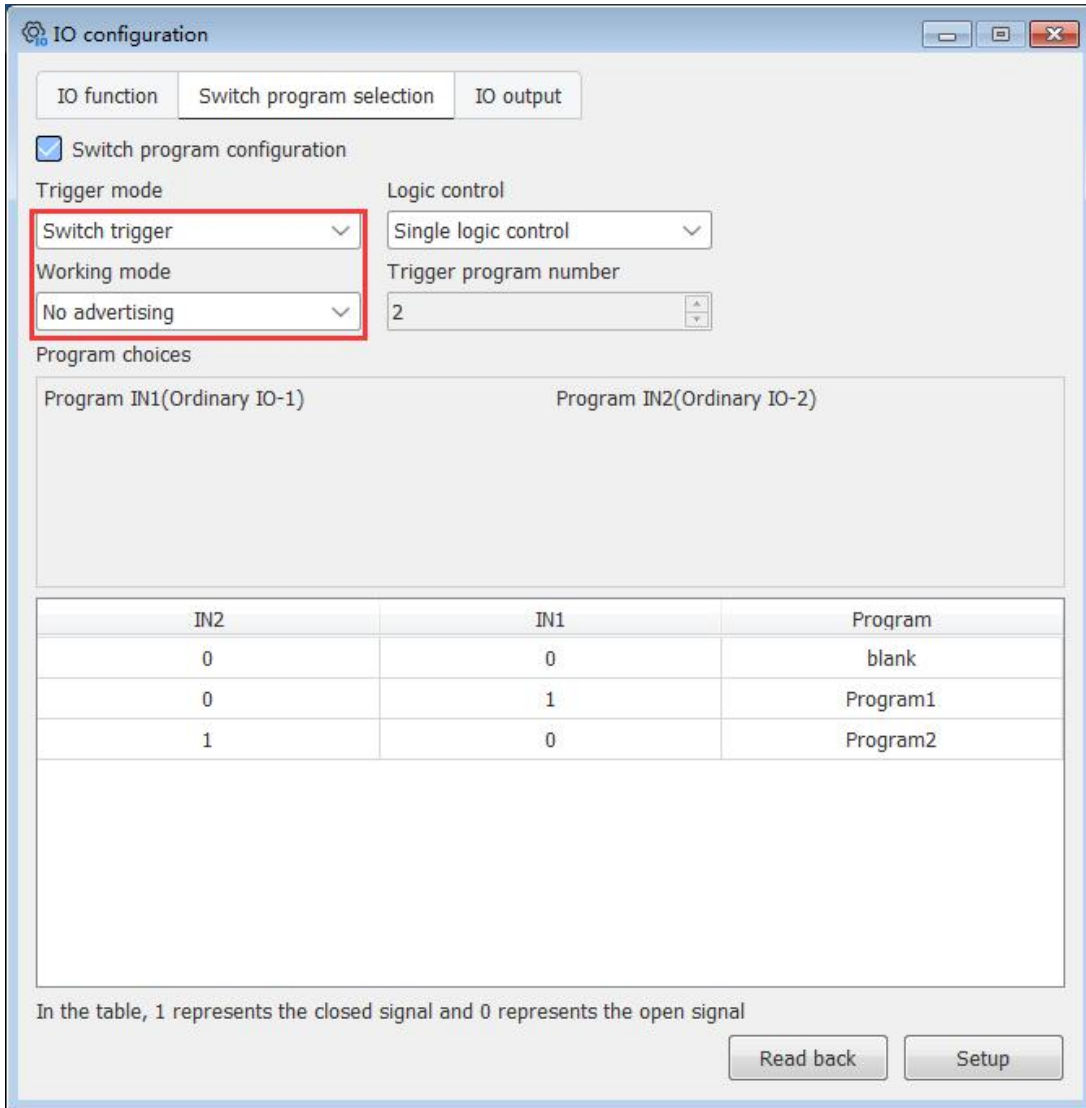 IO configuration
IO function Switch program selection IO output
Switch program configuration
Trigger mode Logic control
Switch trigger Single logic control
Working mode Trigger program number
No advertising 2
Program choices
Program IN1(Ordinary IO-1) Program IN2(Ordinary IO-2)
IN2 IN1 Program
0 0 blank
0 1 Program1
1 0 Program2
In the table, 1 represents the closed signal and 0 represents the open signal
Read back Setup